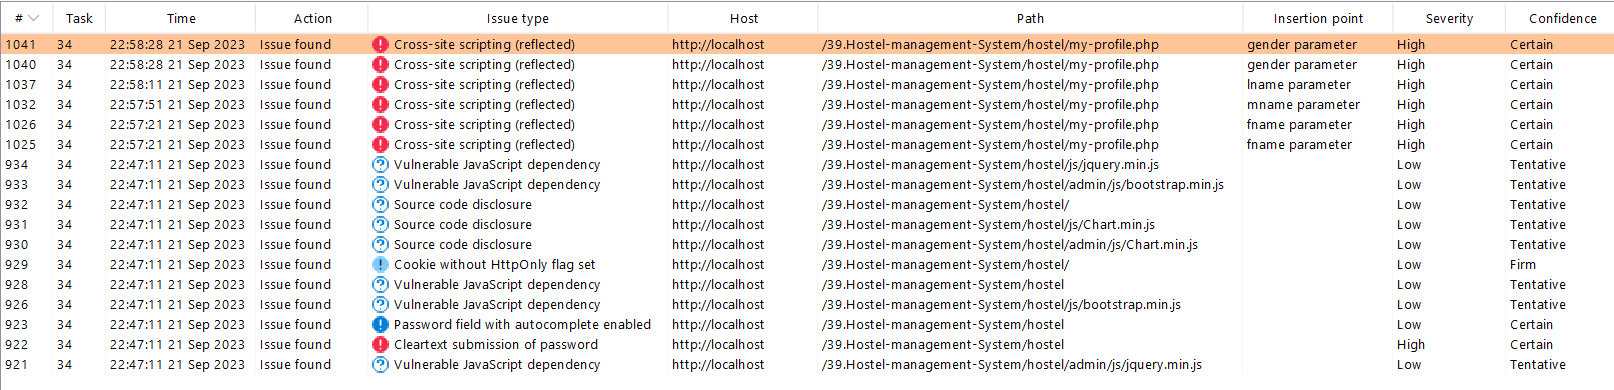 # Task Time Action Issue type Host Path Insertion point Severity Confidence
1041 34 22:58:28 21 Sep 2023 Issue found Cross-site scripting (reflected) http://localhost /39.Hostel-management-System/hostel/my-profile.php gender parameter High Certain
1040 34 22:58:28 21 Sep 2023 Issue found Cross-site scripting (reflected) http://localhost /39.Hostel-management-System/hostel/my-profile.php gender parameter High Certain
1037 34 22:58:11 21 Sep 2023 Issue found Cross-site scripting (reflected) http://localhost /39.Hostel-management-System/hostel/my-profile.php lname parameter High Certain
1032 34 22:57:51 21 Sep 2023 Issue found Cross-site scripting (reflected) http://localhost /39.Hostel-management-System/hostel/my-profile.php mname parameter High Certain
1026 34 22:57:21 21 Sep 2023 Issue found Cross-site scripting (reflected) http://localhost /39.Hostel-management-System/hostel/my-profile.php fname parameter High Certain
1025 34 22:57:21 21 Sep 2023 Issue found Cross-site scripting (reflected) http://localhost /39.Hostel-management-System/hostel/my-profile.php fname parameter High Certain
934 34 22:47:11 21 Sep 2023 Issue found Vulnerable JavaScript dependency http://localhost /39.Hostel-management-System/hostel/js/jquery.min.js Low Tentative
933 34 22:47:11 21 Sep 2023 Issue found Vulnerable JavaScript dependency http://localhost /39.Hostel-management-System/hostel/admin/js/bootstrap.min.js Low Tentative
932 34 22:47:11 21 Sep 2023 Issue found Source code disclosure http://localhost /39.Hostel-management-System/hostel/ Low Tentative
931 34 22:47:11 21 Sep 2023 Issue found Source code disclosure http://localhost /39.Hostel-management-System/hostel/js/Chart.min.js Low Tentative
930 34 22:47:11 21 Sep 2023 Issue found Source code disclosure http://localhost /39.Hostel-management-System/hostel/admin/js/Chart.min.js Low Tentative
929 34 22:47:11 21 Sep 2023 Issue found Cookie without HttpOnly flag set http://localhost /39.Hostel-management-System/hostel/ Low Firm
928 34 22:47:11 21 Sep 2023 Issue found Vulnerable JavaScript dependency http://localhost /39.Hostel-management-System/hostel Low Tentative
926 34 22:47:11 21 Sep 2023 Issue found Vulnerable JavaScript dependency http://localhost /39.Hostel-management-System/hostel/js/bootstrap.min.js Low Tentative
923 34 22:47:11 21 Sep 2023 Issue found Password field with autocomplete enabled http://localhost /39.Hostel-management-System/hostel Low Certain
922 34 22:47:11 21 Sep 2023 Issue found Cleartext submission of password http://localhost /39.Hostel-management-System/hostel High Certain
921 34 22:47:11 21 Sep 2023 Issue found Vulnerable JavaScript dependency http://localhost /39.Hostel-management-System/hostel/admin/js/jquery.min.js Low Tentative